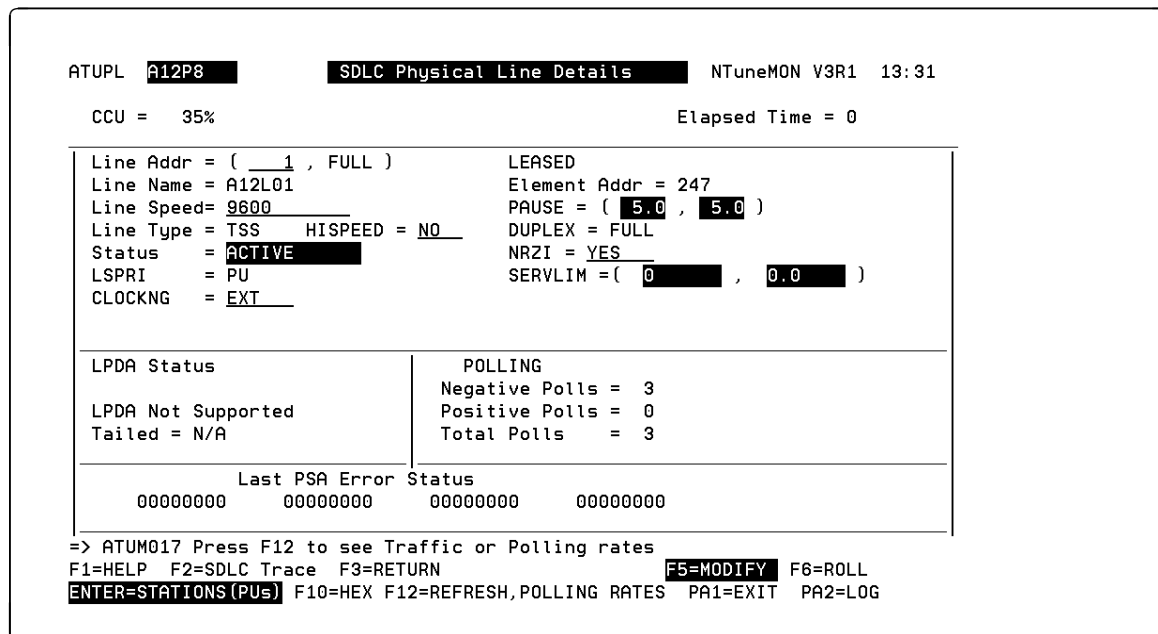 ATUPL A12P8 SDLC Physical Line Details NTuneMON V3R1 13:31
CCU = 35% Elapsed Time = 0
Line Addr = ( 1 , FULL ) LEASED
Line Name = A12L01 Element Addr = 247
Line Speed= 9600 PAUSE = ( 5.0 , 5.0 )
Line Type = TSS HISPEED = NO DUPLEX = FULL
Status = ACTIVE NRZI = YES
LSPRI = PU SERVLIM =( 0 , 0.0 )
CLOCKNG = EXT
LPDA Status POLLING
Negative Polls = 3
LPDA Not Supported Positive Polls = 0
Tailed = N/A Total Polls = 3
Last PSA Error Status
00000000 00000000 00000000 00000000
=> ATUM017 Press F12 to see Traffic or Polling rates
F1=HELP F2=SDLC Trace F3=RETURN F5=MODIFY F6=ROLL
ENTER=STATIONS(PUs) F10=HEX F12=REFRESH,POLLING RATES PA1=EXIT PA2=LOG